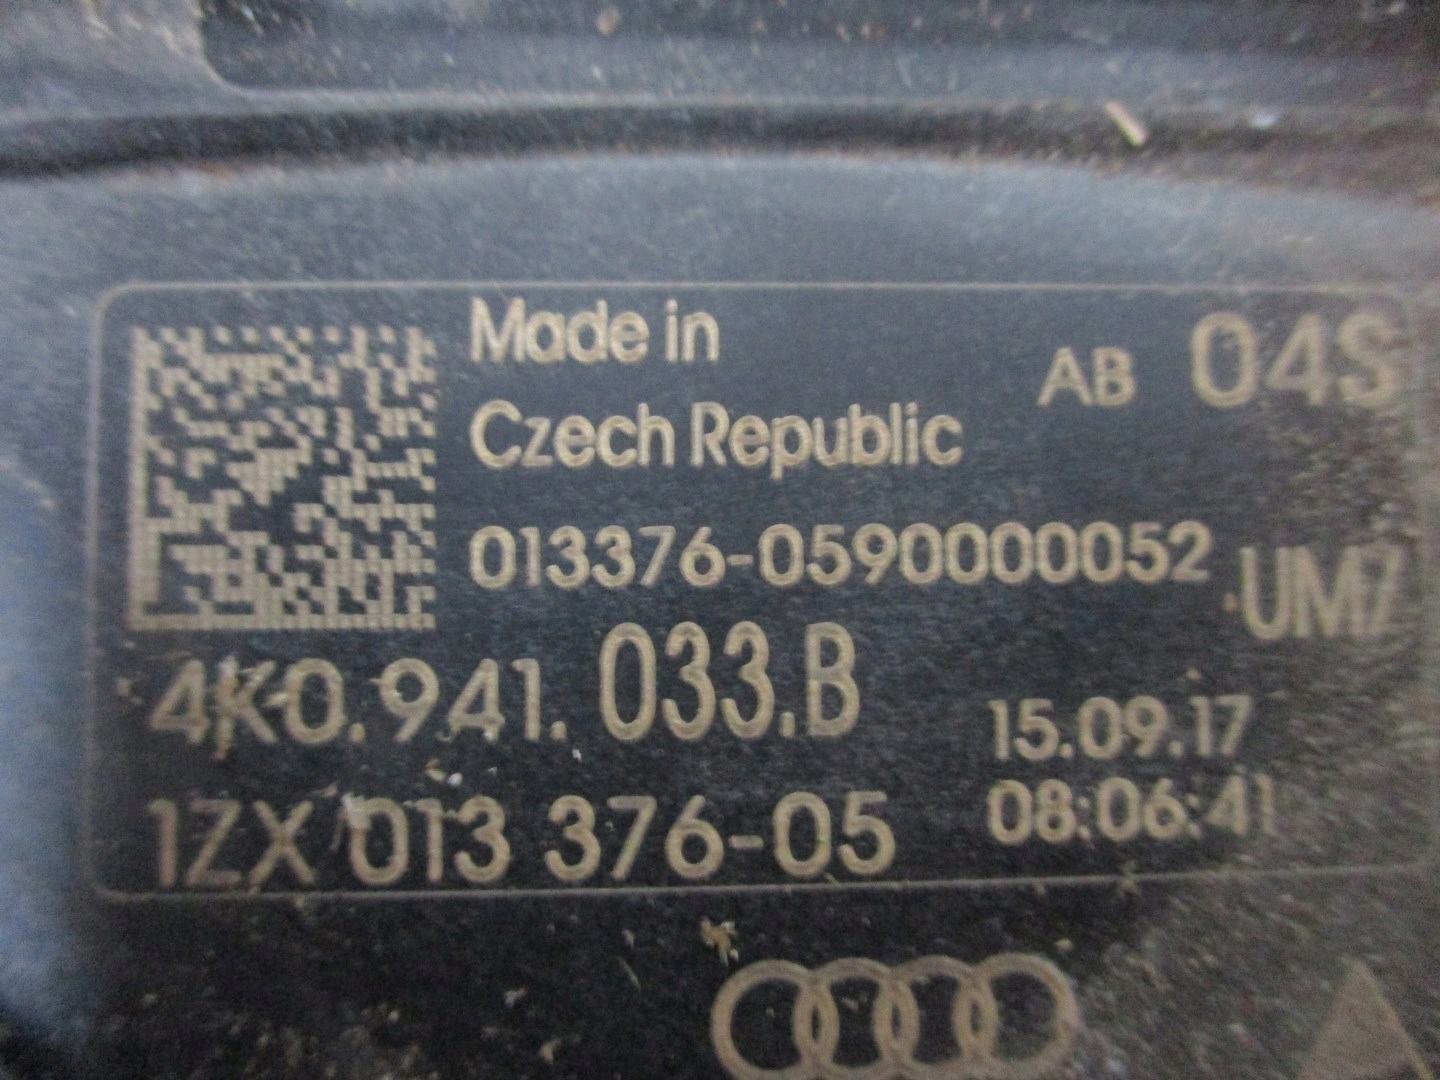 Made in
Czech Republic
AB 04S
013376-0590000052
UM7
4K0.941.033.B
15.09.17
08:06:41
1ZX 013 376-05